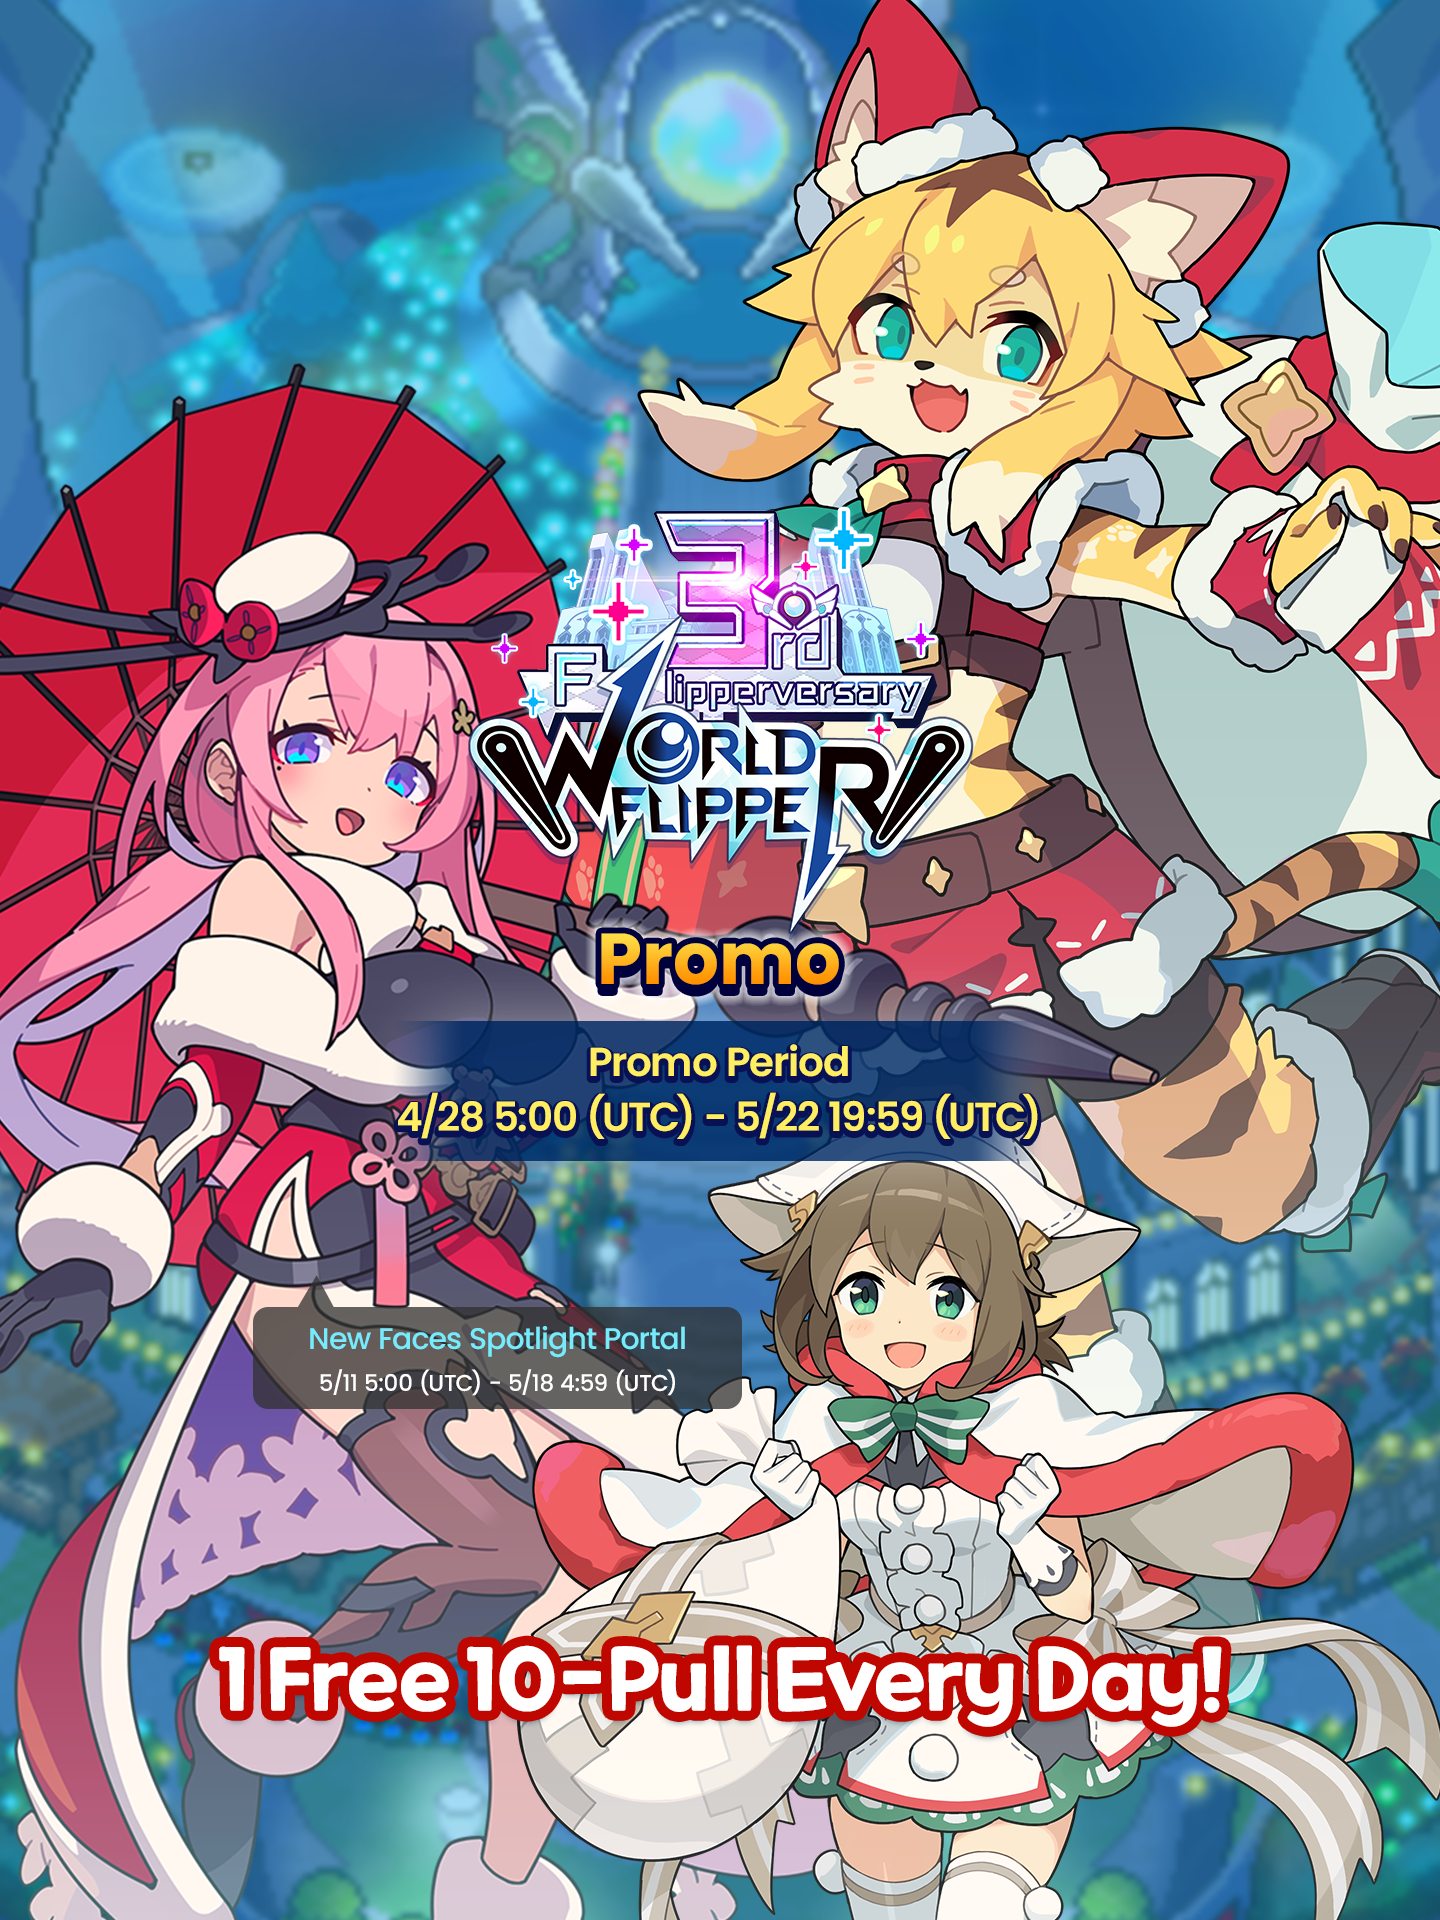 3rd
Flipperversary
WORLD
FLIPPER
Promo
Promo Period
4/28 5:00 (UTC) - 5/22 19:59 (UTC)
New Faces Spotlight Portal
5/11 5:00 (UTC) - 5/18 4:59 (UTC)
1 Free 10-Pull Every Day!